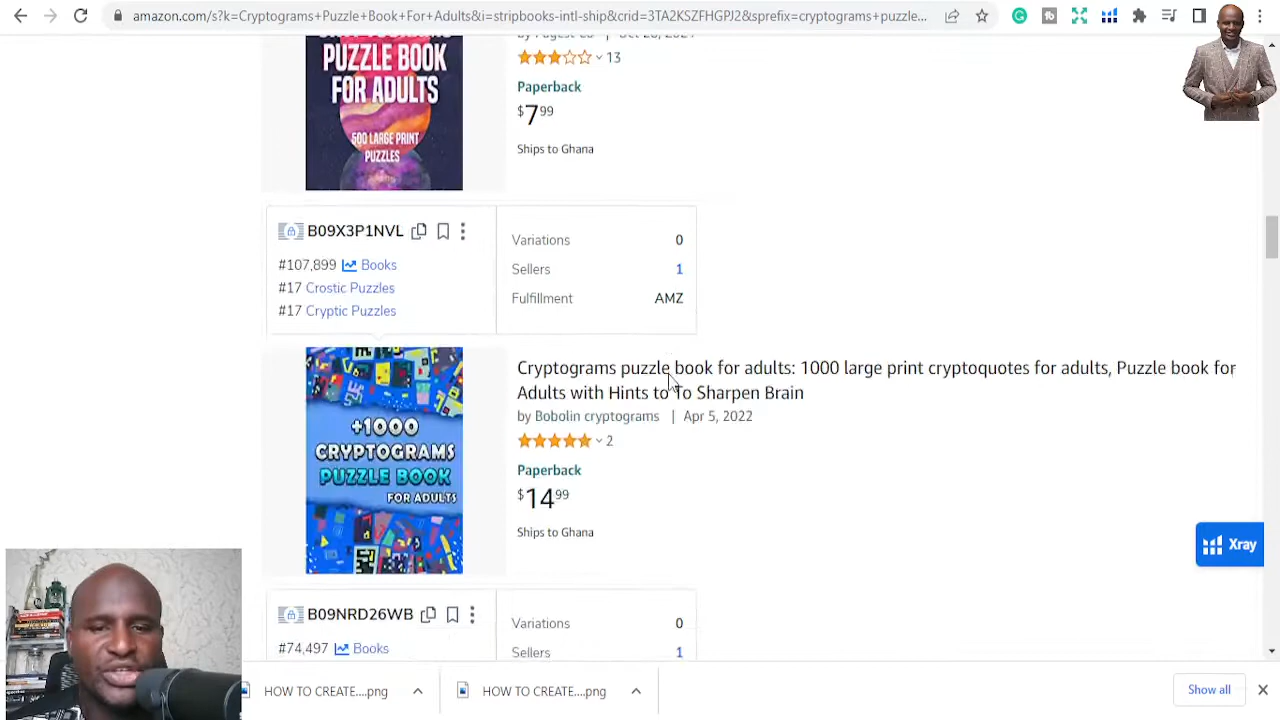 amazon.com/s?k=Cryptograms+Puzzle+Book+For+Adults&i=stripbooks-intl-ship&crid=3TA2KSZFHGPJ2&sprefix=cryptograms+puzzle...
PUZZLE BOOK
FOR ADULTS
500 LARGE PRINT
PUZZLES
13
Paperback
$7 99
Ships to Ghana
B09X3P1NVL
#107,899 Books
#17 Crostic Puzzles
#17 Cryptic Puzzles
Variations 0
Sellers 1
Fulfillment AMZ
+1000
CRYPTOGRAMS
PUZZLE BOOK
FOR ADULTS
Cryptograms puzzle book for adults: 1000 large print cryptoquotes for adults, Puzzle book for
Adults with Hints to To Sharpen Brain
by Bobolin cryptograms | Apr 5, 2022
2
Paperback
$14 99
Ships to Ghana
Xray
B09NRD26WB
#74,497 Books
Variations 0
Sellers 1
HOW TO CREATE....png
HOW TO CREATE....png
Show all